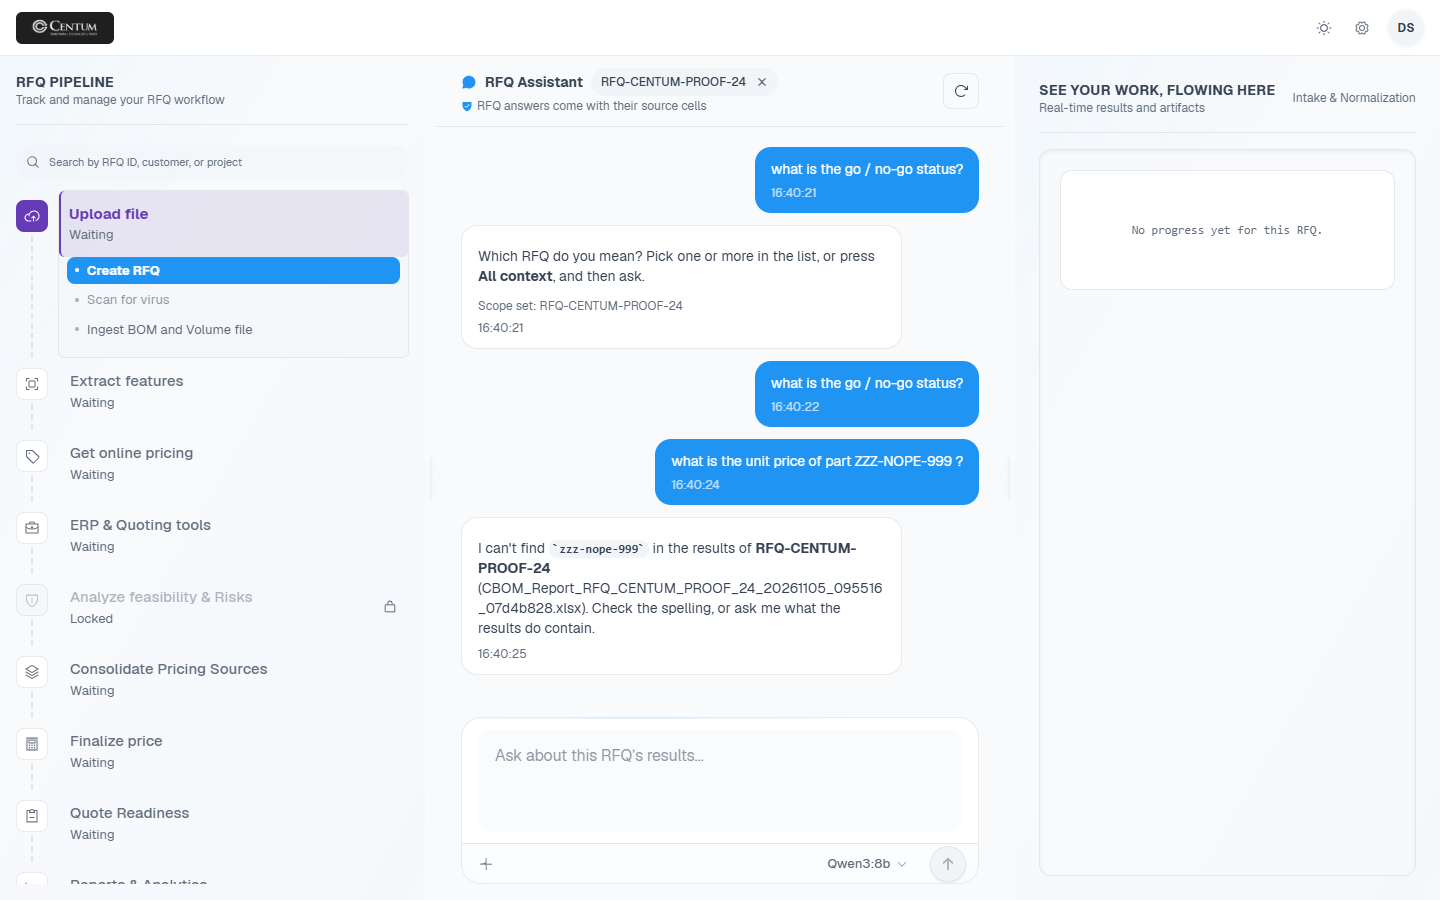 CENTUM
DS
RFQ PIPELINE
Track and manage your RFQ workflow
Search by RFQ ID, customer, or project
Upload file
Waiting
Create RFQ
Scan for virus
Ingest BOM and Volume file
Extract features
Waiting
Get online pricing
Waiting
ERP & Quoting tools
Waiting
Analyze feasibility & Risks
Locked
Consolidate Pricing Sources
Waiting
Finalize price
Waiting
Quote Readiness
Waiting
Reports & Analytics
RFQ Assistant
RFQ-CENTUM-PROOF-24
RFQ answers come with their source cells
what is the go / no-go status?
16:40:21
Which RFQ do you mean? Pick one or more in the list, or press
All context, and then ask.
Scope set: RFQ-CENTUM-PROOF-24
16:40:21
what is the go / no-go status?
16:40:22
what is the unit price of part ZZZ-NOPE-999 ?
16:40:24
I can't find `zzz-nope-999` in the results of RFQ-CENTUM-
PROOF-24
(CBOM_Report_RFQ_CENTUM_PROOF_24_20261105_095516
_07d4b828.xlsx). Check the spelling, or ask me what the
results do contain.
16:40:25
Ask about this RFQ's results...
Qwen3:8b
SEE YOUR WORK, FLOWING HERE
Real-time results and artifacts
Intake & Normalization
No progress yet for this RFQ.